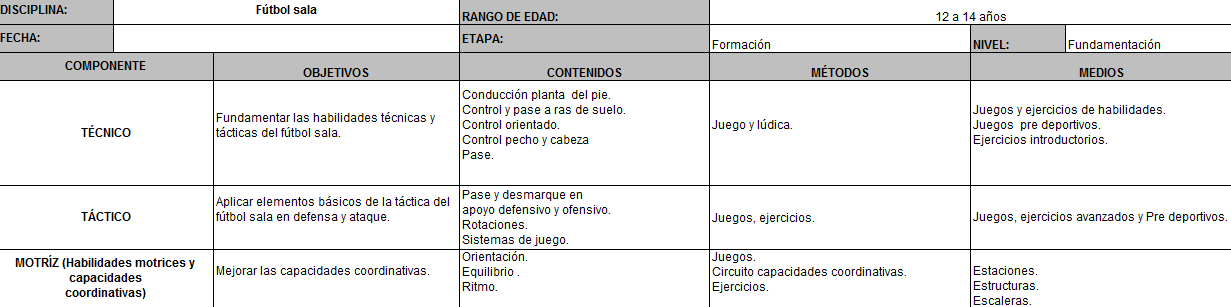 DISCIPLINA: Fútbol sala RANGO DE EDAD: 12 a 14 años
FECHA: ETAPA: Formación NIVEL: Fundamentación
COMPONENTE OBJETIVOS CONTENIDOS MÉTODOS MEDIOS
TÉCNICO
Fundamentar las habilidades técnicas y
tácticas del fútbol sala.
Conducción planta del pie.
Control y pase a ras de suelo.
Control orientado.
Control pecho y cabeza
Pase.
Juego y lúdica.
Juegos y ejercicios de habilidades.
Juegos pre deportivos.
Ejercicios introductorios.
TÁCTICO
Aplicar elementos básicos de la táctica del
fútbol sala en defensa y ataque.
Pase y desmarque en
apoyo defensivo y ofensivo.
Rotaciones.
Sistemas de juego.
Juegos, ejercicios.
Juegos, ejercicios avanzados y Pre deportivos.
MOTRÍZ (Habilidades motrices y
capacidades
coordinativas)
Mejorar las capacidades coordinativas.
Orientación.
Equilibrio .
Ritmo.
Juegos.
Circuito capacidades coordinativas.
Ejercicios.
Estaciones.
Estructuras.
Escaleras.